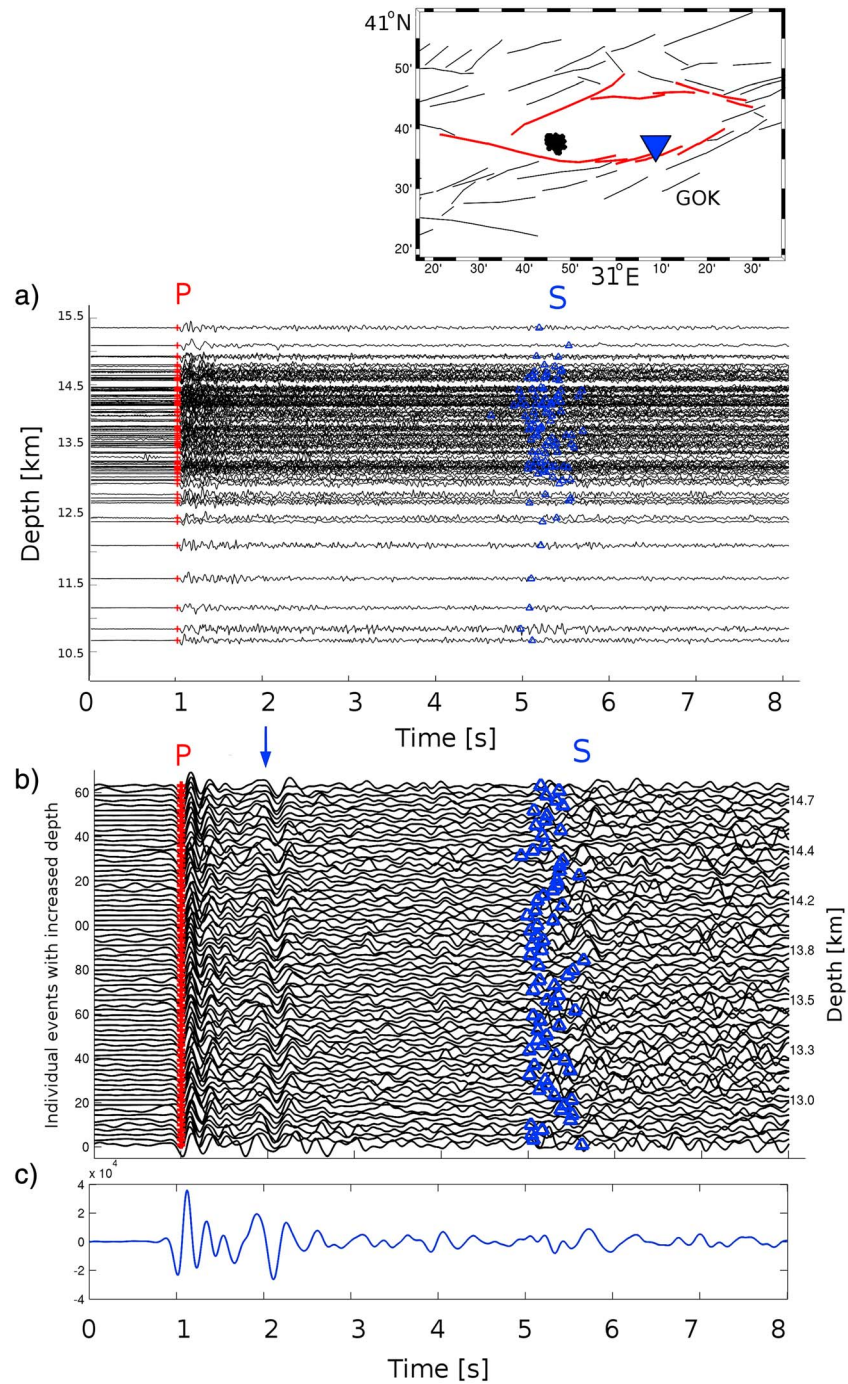 41°N
50'
40'
30'
20'
GOK
20' 30' 40' 50' 31°E 10' 20' 30'
a)
P
S
15.5
14.5
13.5
12.5
11.5
10.5
Depth [km]
0 1 2 3 4 5 6 7 8
Time [s]
b)
P
S
60
40
20
00
80
60
40
20
0
Individual events with increased depth
14.7
14.4
14.2
13.8
13.5
13.3
13.0
Depth [km]
c)
x 10⁴
4
2
0
-2
-4
0 1 2 3 4 5 6 7 8
Time [s]